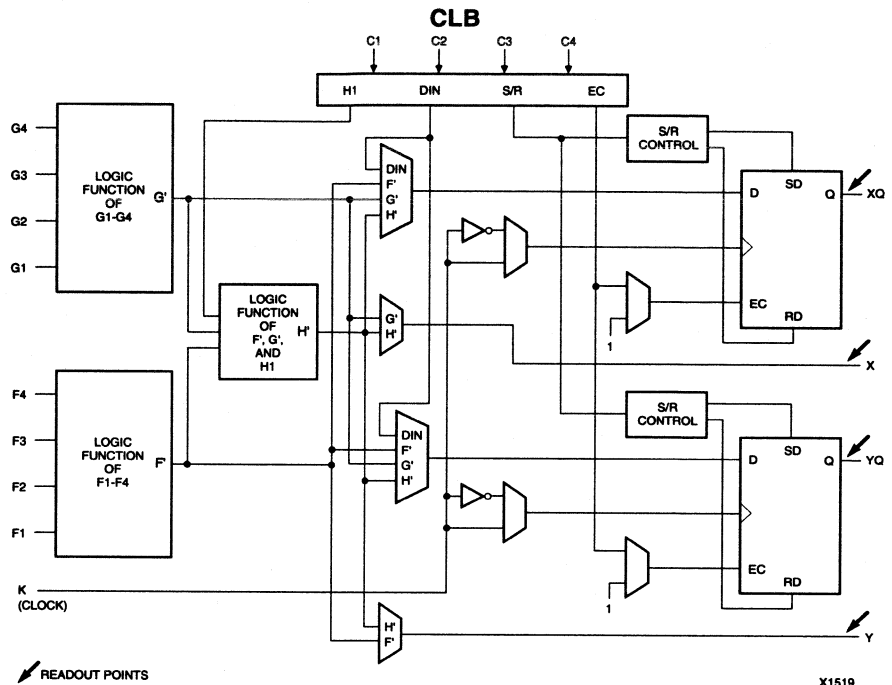 CLB
C1 C2 C3 C4
H1 DIN S/R EC
G4
G3
G2
G1
LOGIC
FUNCTION
OF
G1-G4
G'
DIN
F'
G'
H'
S/R
CONTROL
D
SD
Q
XQ
EC
RD
1
LOGIC
FUNCTION
OF
F', G',
AND
H1
H'
G'
H'
X
F4
F3
F2
F1
LOGIC
FUNCTION
OF
F1-F4
F'
DIN
F'
G'
H'
S/R
CONTROL
D
SD
Q
YQ
EC
RD
1
K
(CLOCK)
H'
F'
Y
READOUT POINTS
X1519